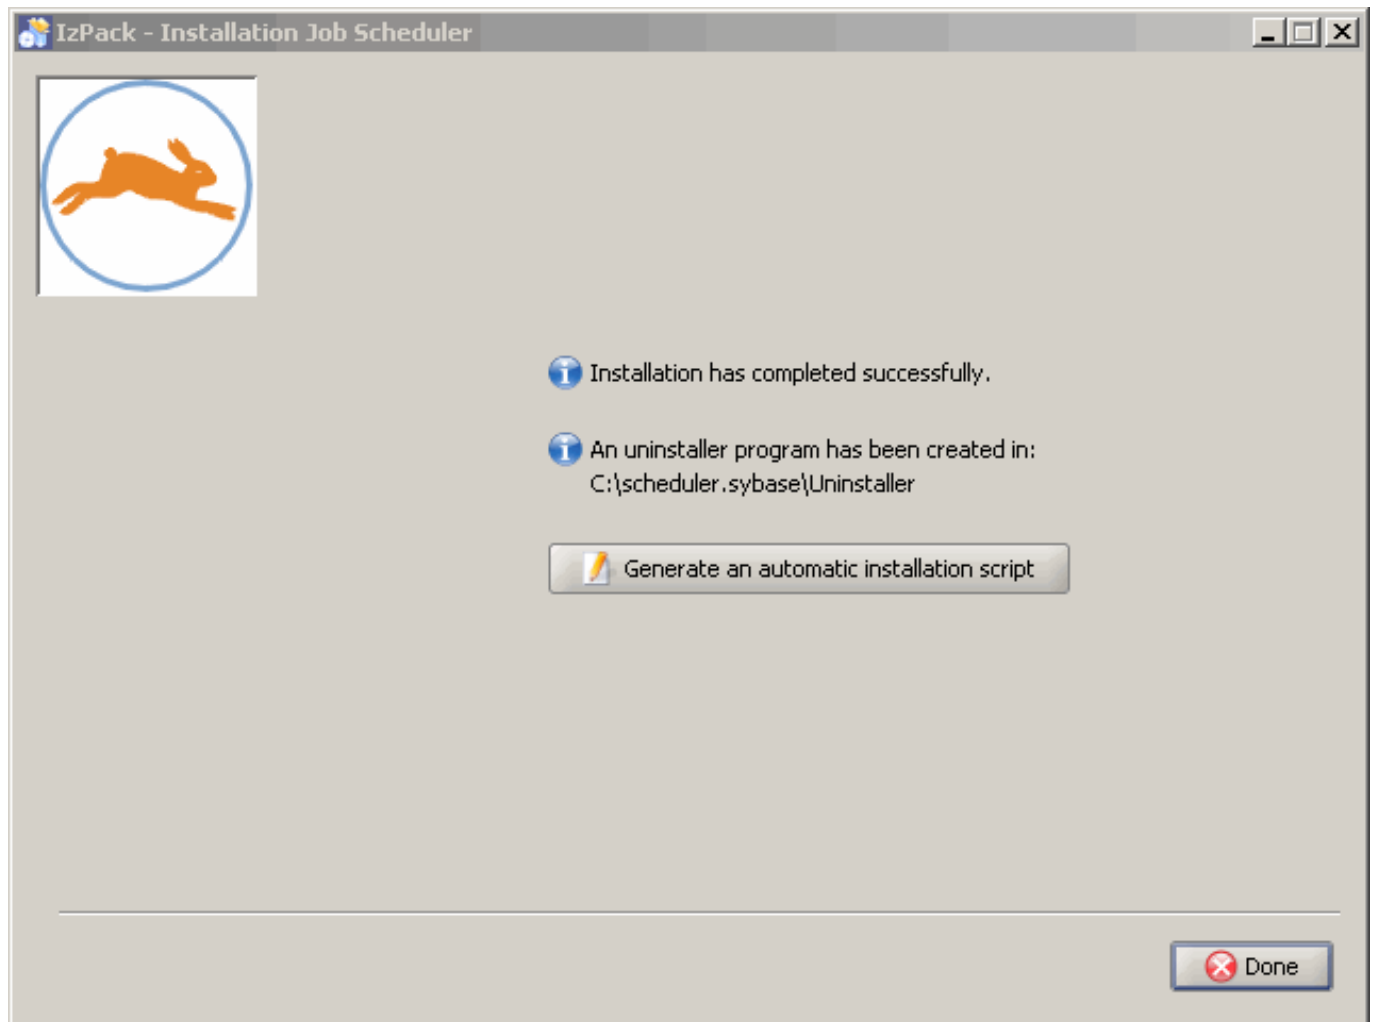 IzPack - Installation Job Scheduler
Installation has completed successfully.
An uninstaller program has been created in:
C:\scheduler.sybase\Uninstaller
Generate an automatic installation script
Done